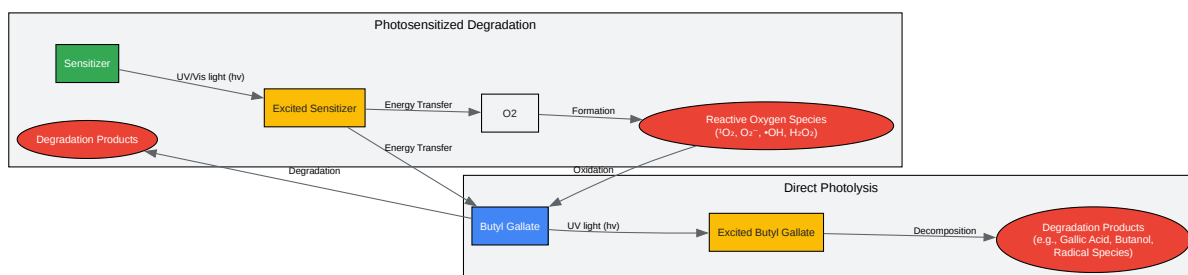 Photosensitized Degradation
Sensitizer
UV/Vis light (hv)
Excited Sensitizer
Energy Transfer
O2
Formation
Reactive Oxygen Species
(¹O₂, O₂⁻, •OH, H₂O₂)
Degradation Products
Energy Transfer
Degradation
Oxidation
Direct Photolysis
Butyl Gallate
UV light (hv)
Excited Butyl Gallate
Decomposition
Degradation Products
(e.g., Gallic Acid, Butanol,
Radical Species)